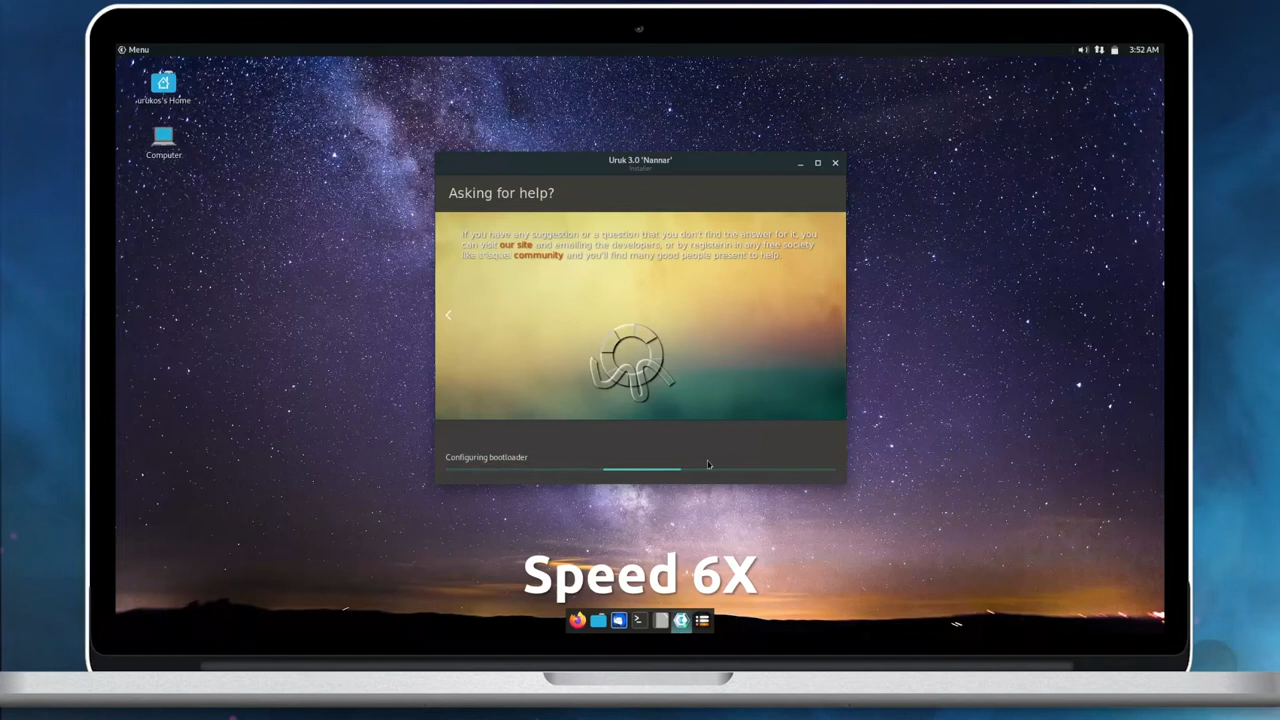 Menu
3:52 AM
urukos's Home
Computer
Uruk 3.0 'Nannar'
Installer
Asking for help?
If you have any suggestion or a question that you don't find the answer for it, you
can visit our site and emailing the developers, or by registerin in any free society
like trisquel community and you'll find many good people present to help.
Configuring bootloader
Speed 6X